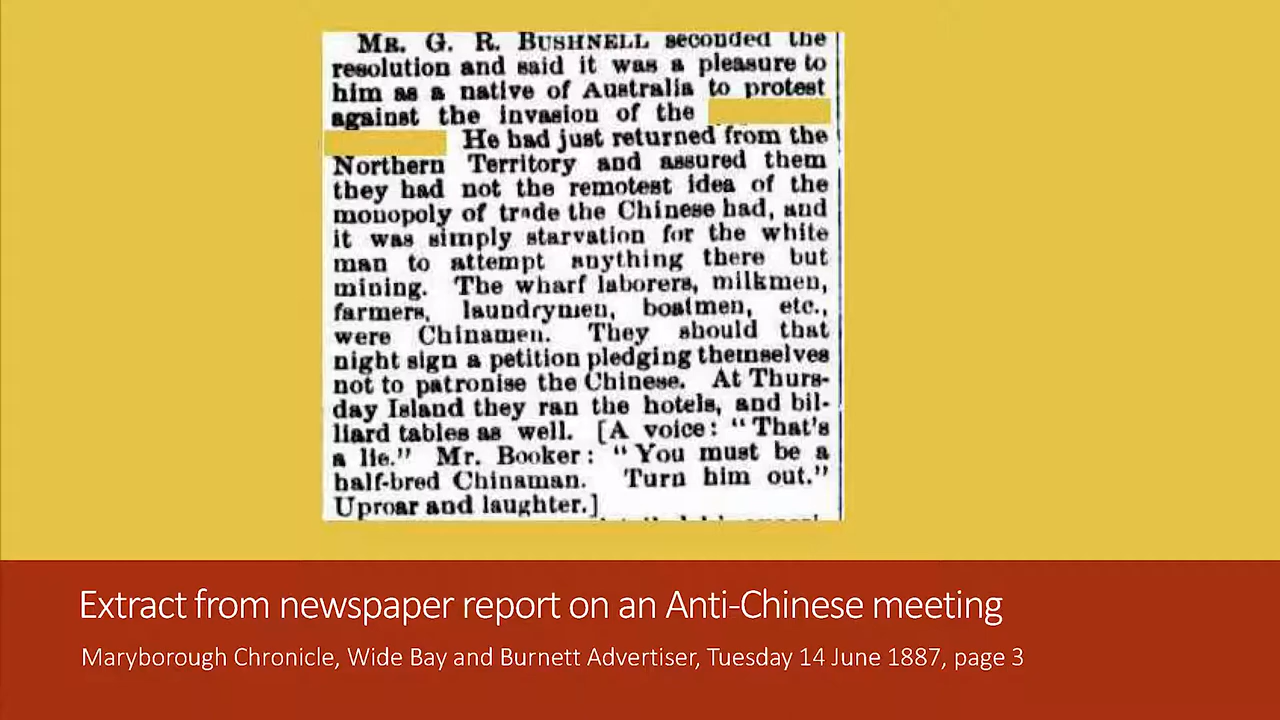 MR. G. R. BUSHNELL seconded the
resolution and said it was a pleasure to
him as a native of Australia to protest
against the invasion of the
He had just returned from the
Northern Territory and assured them
they had not the remotest idea of the
monopoly of trade the Chinese had, and
it was simply starvation for the white
man to attempt anything there but
mining. The wharf laborers, milkmen,
farmers, laundrymen, boatmen, etc.,
were Chinamen. They should that
night sign a petition pledging themselves
not to patronise the Chinese. At Thurs-
day Island they ran the hotels, and bil-
liard tables as well. [A voice: "That's
a lie." Mr. Booker: "You must be a
half-bred Chinaman. Turn him out."
Uproar and laughter.]
Extract from newspaper report on an Anti-Chinese meeting
Maryborough Chronicle, Wide Bay and Burnett Advertiser, Tuesday 14 June 1887, page 3